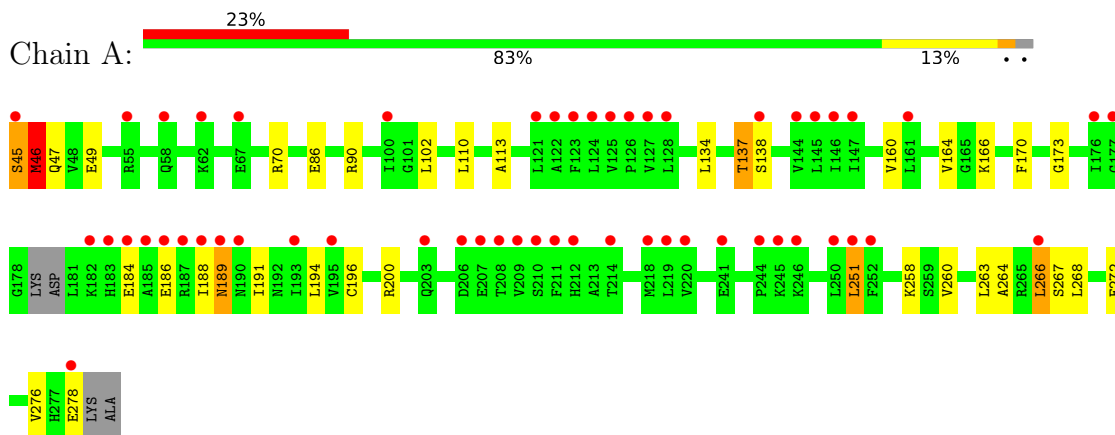 23%
Chain A:
83% 13% • •
S45 M46 Q47 V48 E49 R55 Q58 K62 E67 R70 E86 R90 I100 G101 L102 L110 A113 L121 A122 F123 L124 V125 P126 V127 L128 L134 T137 S138 V144 L145 I146 I147 V160 L161 V164 G165 K166 F170 G173 I176 G177
G178 LYS ASP L181 K182 H183 E184 A185 E186 R187 I188 N189 N190 I191 N192 I193 L194 V195 C196 R200 Q203 D206 E207 T208 V209 S210 F211 H212 A213 T214 M218 L219 V220 E241 P244 K245 K246 L250 L251 F252 K258 S259 V260 L263 A264 R265 L266 S267 L268
V276 H277 E278 LYS ALA